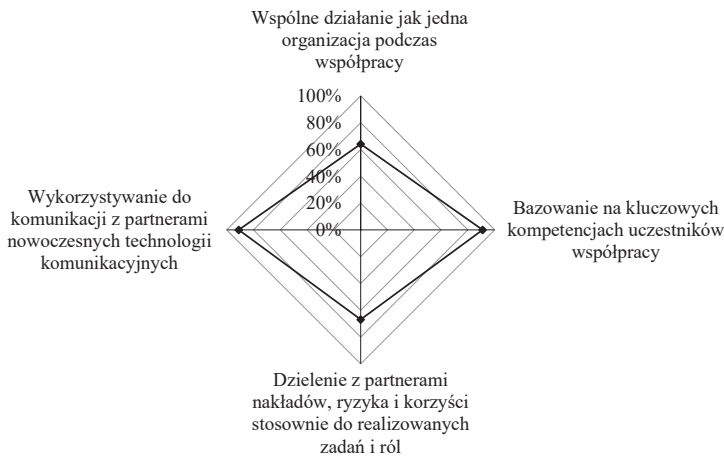 Wspólne działanie jak jedna
organizacja podczas
współpracy
100%
80%
60%
40%
20%
0%
Wykorzystywanie do
komunikacji z partnerami
nowoczesnych technologii
komunikacyjnych
Bazowanie na kluczowych
kompetencjach uczestników
współpracy
Dzielenie z partnerami
nakładów, ryzyka i korzyści
stosownie do realizowanych
zadań i ról